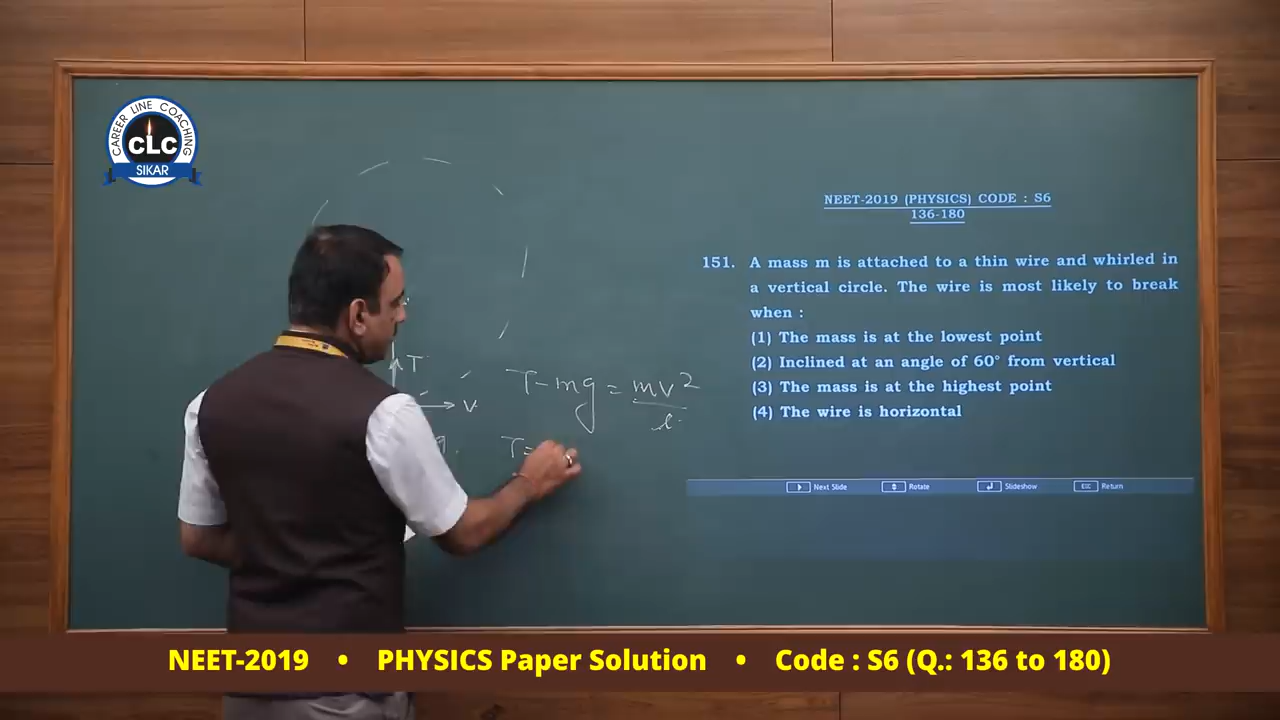 CAREER LINE COACHING
CLC
SIKAR
NEET-2019 (PHYSICS) CODE : S6
136-180
151. A mass m is attached to a thin wire and whirled in
a vertical circle. The wire is most likely to break
when :
(1) The mass is at the lowest point
(2) Inclined at an angle of 60° from vertical
(3) The mass is at the highest point
(4) The wire is horizontal
T
T-mg = mv²
l
v
T=
Next Slide
Rotate
Slideshow
ESC Return
NEET-2019 • PHYSICS Paper Solution • Code : S6 (Q.: 136 to 180)